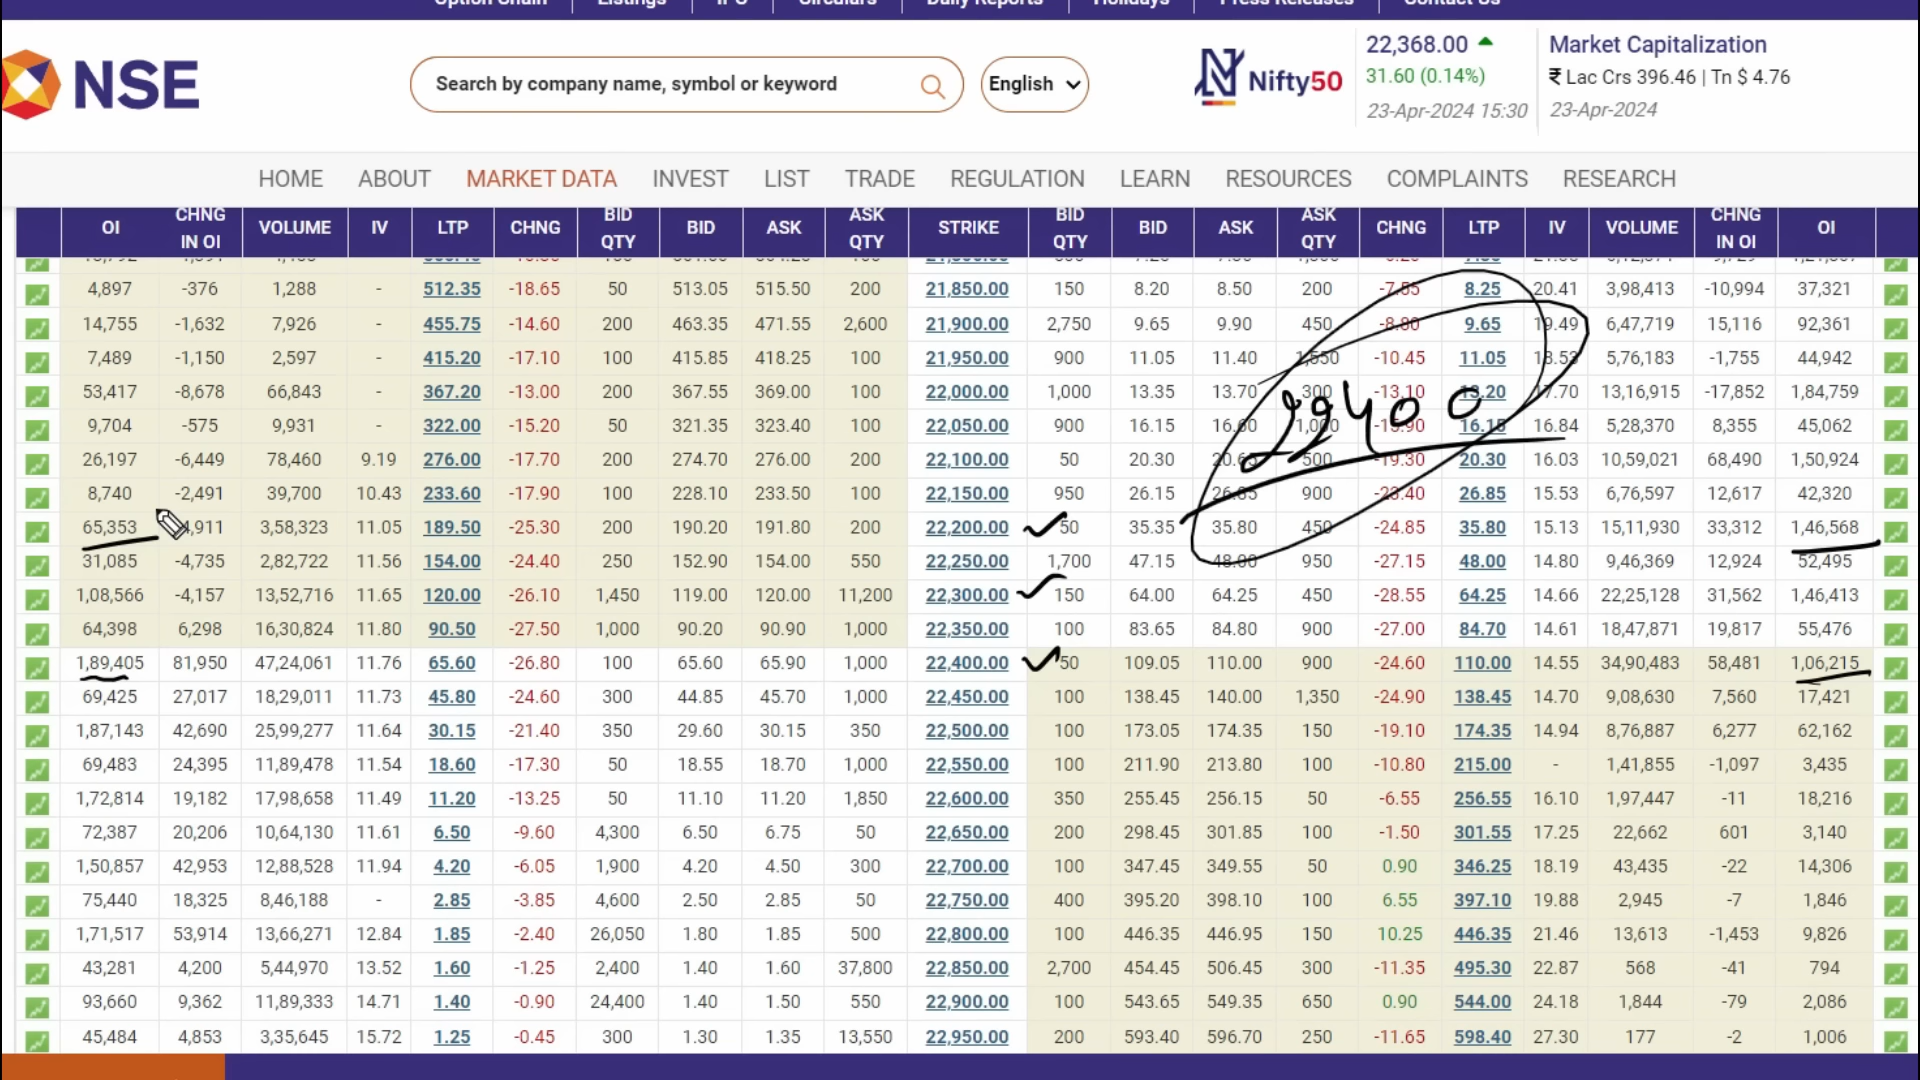 Option Chain Listings IPO Circulars Daily Reports Holidays Press Releases Contact Us
NSE
Search by company name, symbol or keyword
English
Nifty50
22,368.00
31.60 (0.14%)
23-Apr-2024 15:30
Market Capitalization
₹ Lac Crs 396.46 | Tn $ 4.76
23-Apr-2024
HOME ABOUT MARKET DATA INVEST LIST TRADE REGULATION LEARN RESOURCES COMPLAINTS RESEARCH
OI CHNG IN OI VOLUME IV LTP CHNG BID QTY BID ASK ASK QTY STRIKE BID QTY BID ASK ASK QTY CHNG LTP IV VOLUME CHNG IN OI OI
4,897 -376 1,288 - 512.35 -18.65 50 513.05 515.50 200 21,850.00 150 8.20 8.50 200 -7.55 8.25 20.41 3,98,413 -10,994 37,321
14,755 -1,632 7,926 - 455.75 -14.60 200 463.35 471.55 2,600 21,900.00 2,750 9.65 9.90 450 -8.80 9.65 19.49 6,47,719 15,116 92,361
7,489 -1,150 2,597 - 415.20 -17.10 100 415.85 418.25 100 21,950.00 900 11.05 11.40 1,550 -10.45 11.05 18.53 5,76,183 -1,755 44,942
53,417 -8,678 66,843 - 367.20 -13.00 200 367.55 369.00 100 22,000.00 1,000 13.35 13.70 300 -13.10 13.20 17.70 13,16,915 -17,852 1,84,759
22400
9,704 -575 9,931 - 322.00 -15.20 50 321.35 323.40 100 22,050.00 900 16.15 16.60 1,000 -15.90 16.15 16.84 5,28,370 8,355 45,062
26,197 -6,449 78,460 9.19 276.00 -17.70 200 274.70 276.00 200 22,100.00 50 20.30 20.65 500 -19.30 20.30 16.03 10,59,021 68,490 1,50,924
8,740 -2,491 39,700 10.43 233.60 -17.90 100 228.10 233.50 100 22,150.00 950 26.15 26.85 900 -23.40 26.85 15.53 6,76,597 12,617 42,320
65,353 3,58,323 11.05 189.50 -25.30 200 190.20 191.80 200 22,200.00 50 35.35 35.80 450 -24.85 35.80 15.13 15,11,930 33,312 1,46,568
31,085 -4,735 2,82,722 11.56 154.00 -24.40 250 152.90 154.00 550 22,250.00 1,700 47.15 48.00 950 -27.15 48.00 14.80 9,46,369 12,924 52,495
1,08,566 -4,157 13,52,716 11.65 120.00 -26.10 1,450 119.00 120.00 11,200 22,300.00 150 64.00 64.25 450 -28.55 64.25 14.66 22,25,128 31,562 1,46,413
64,398 6,298 16,30,824 11.80 90.50 -27.50 1,000 90.20 90.90 1,000 22,350.00 100 83.65 84.80 900 -27.00 84.70 14.61 18,47,871 19,817 55,476
1,89,405 81,950 47,24,061 11.76 65.60 -26.80 100 65.60 65.90 1,000 22,400.00 50 109.05 110.00 900 -24.60 110.00 14.55 34,90,483 58,481 1,06,215
69,425 27,017 18,29,011 11.73 45.80 -24.60 300 44.85 45.70 1,000 22,450.00 100 138.45 140.00 1,350 -24.90 138.45 14.70 9,08,630 7,560 17,421
1,87,143 42,690 25,99,277 11.64 30.15 -21.40 350 29.60 30.15 350 22,500.00 100 173.05 174.35 150 -19.10 174.35 14.94 8,76,887 6,277 62,162
69,483 24,395 11,89,478 11.54 18.60 -17.30 50 18.55 18.70 1,000 22,550.00 100 211.90 213.80 100 -10.80 215.00 - 1,41,855 -1,097 3,435
1,72,814 19,182 17,98,658 11.49 11.20 -13.25 50 11.10 11.20 1,850 22,600.00 350 255.45 256.15 50 -6.55 256.55 16.10 1,97,447 -11 18,216
72,387 20,206 10,64,130 11.61 6.50 -9.60 4,300 6.50 6.75 50 22,650.00 200 298.45 301.85 100 -1.50 301.55 17.25 22,662 601 3,140
1,50,857 42,953 12,88,528 11.94 4.20 -6.05 1,900 4.20 4.50 300 22,700.00 100 347.45 349.55 50 0.90 346.25 18.19 43,435 -22 14,306
75,440 18,325 8,46,188 - 2.85 -3.85 4,600 2.50 2.85 50 22,750.00 400 395.20 398.10 100 6.55 397.10 19.88 2,945 -7 1,846
1,71,517 53,914 13,66,271 12.84 1.85 -2.40 26,050 1.80 1.85 500 22,800.00 100 446.35 446.95 150 10.25 446.35 21.46 13,613 -1,453 9,826
43,281 4,200 5,44,970 13.52 1.60 -1.25 2,400 1.40 1.60 37,800 22,850.00 2,700 454.45 506.45 300 -11.35 495.30 22.87 568 -41 794
93,660 9,362 11,89,333 14.71 1.40 -0.90 24,400 1.40 1.50 550 22,900.00 100 543.65 549.35 650 0.90 544.00 24.18 1,844 -79 2,086
45,484 4,853 3,35,645 15.72 1.25 -0.45 300 1.30 1.35 13,550 22,950.00 200 593.40 596.70 250 -11.65 598.40 27.30 177 -2 1,006